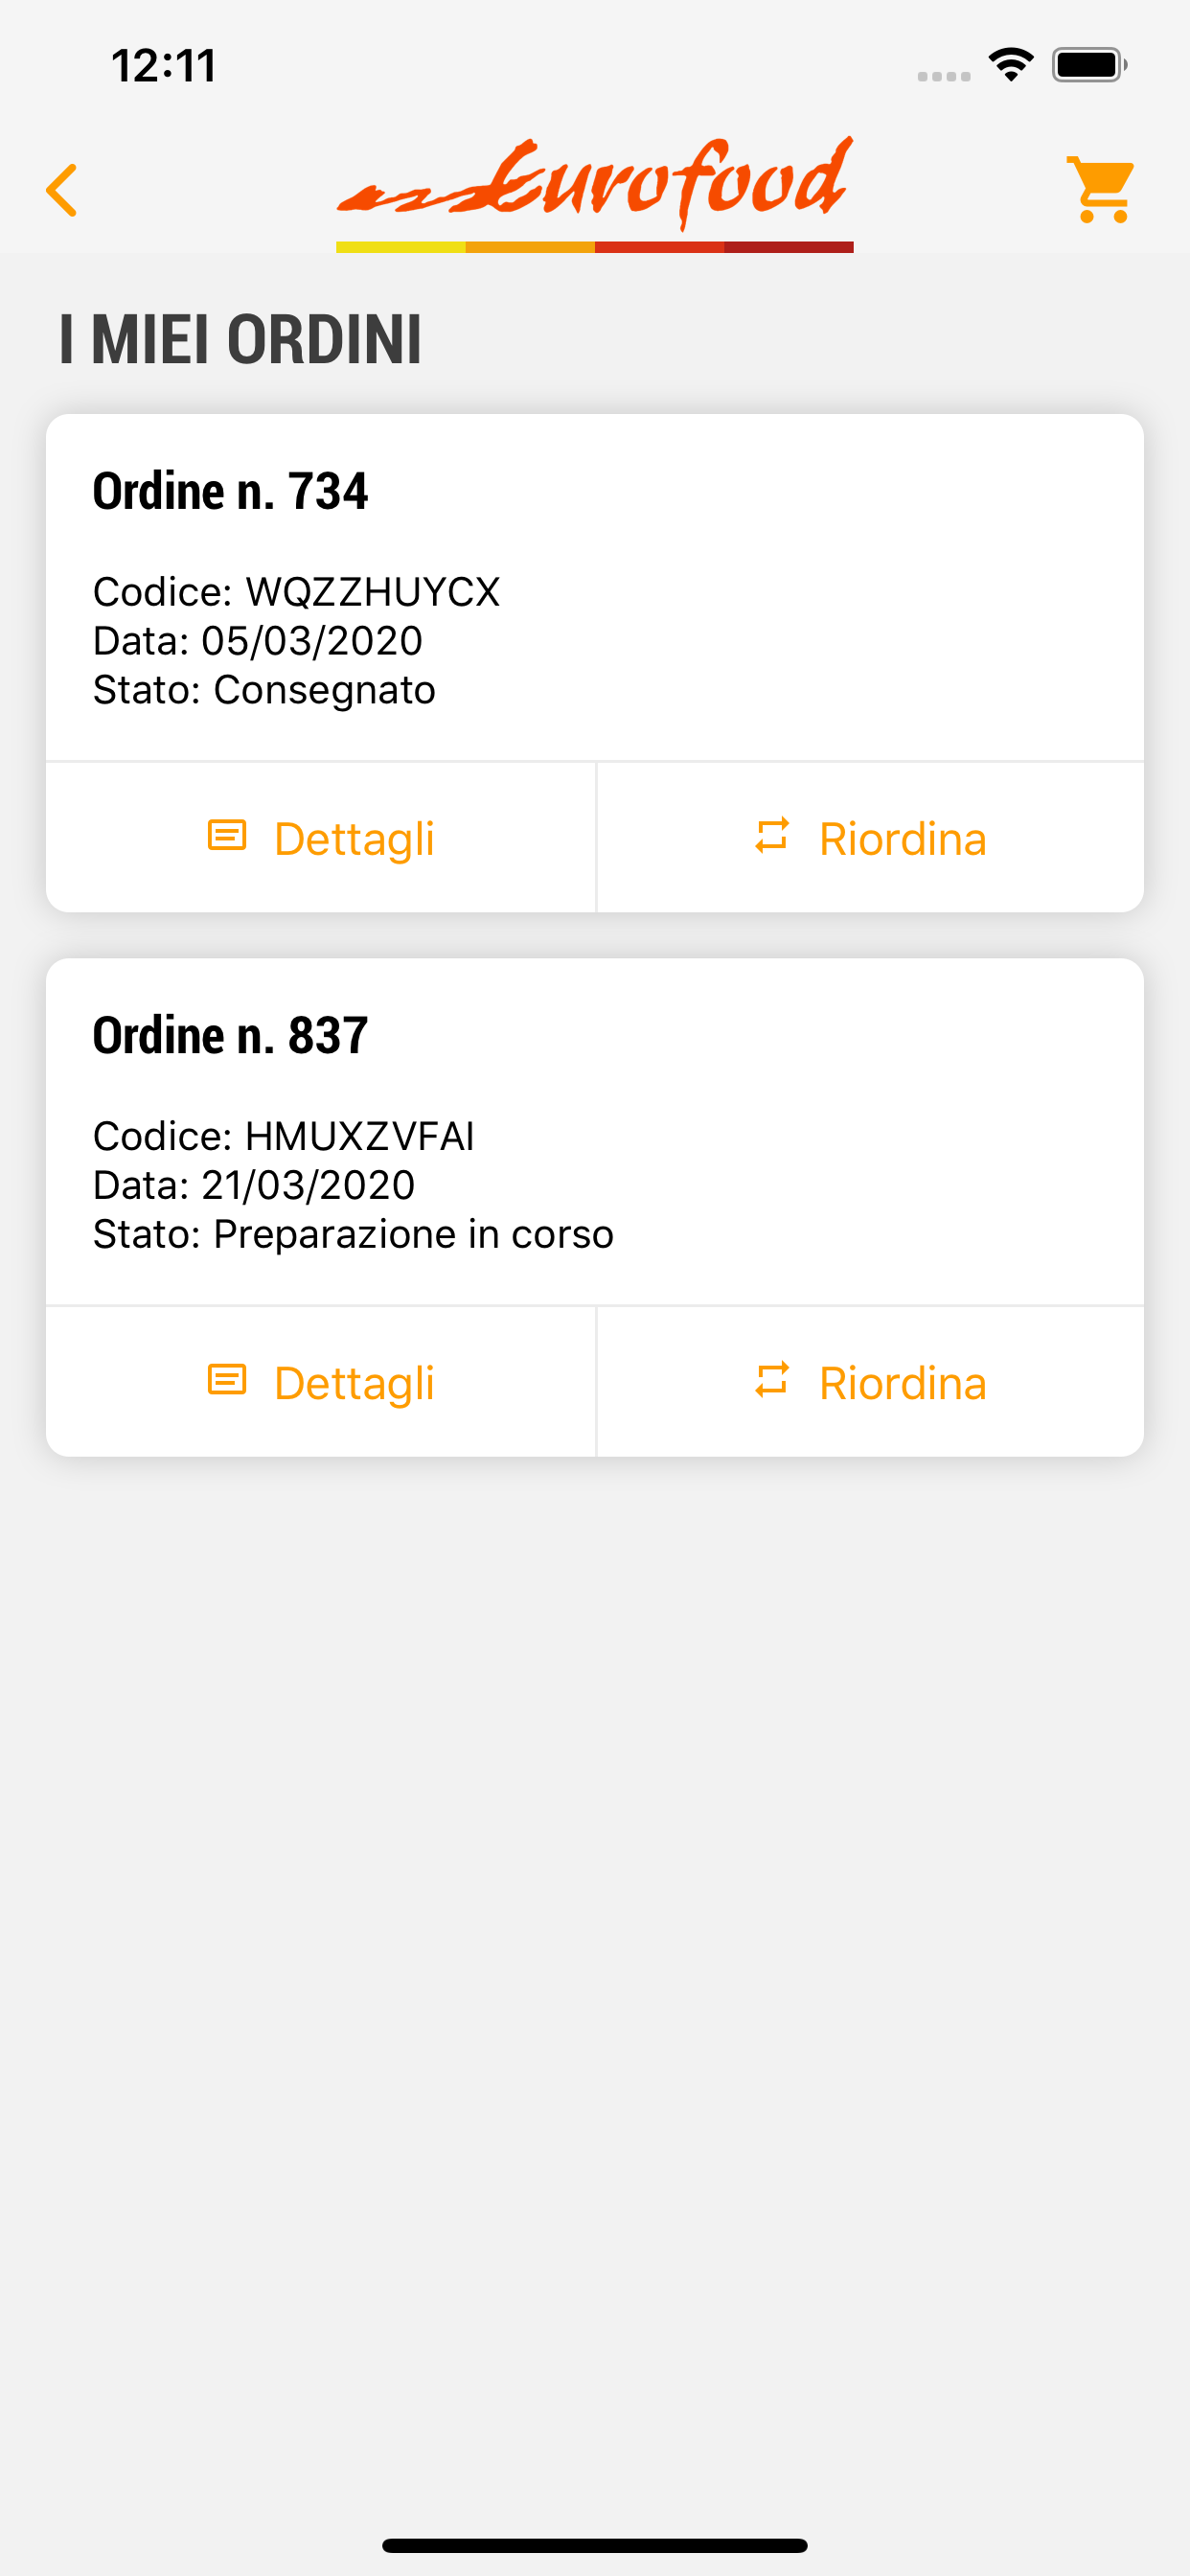 12:11
Eurofood
I MIEI ORDINI
Ordine n. 734
Codice: WQZZHUYCX
Data: 05/03/2020
Stato: Consegnato
Dettagli
Riordina
Ordine n. 837
Codice: HMUXZVFAI
Data: 21/03/2020
Stato: Preparazione in corso
Dettagli
Riordina